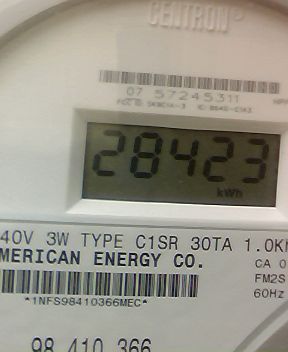 CENTRON®
07 57245311
28423
kWh
40V 3W TYPE C1SR 30TA 1.0K
MERICAN ENERGY CO.
CA 0
FM2S
60Hz
*1NFS98410366MEC*
98 410 366